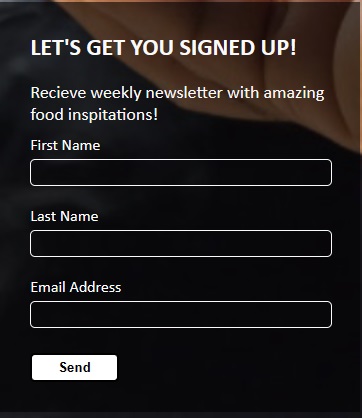 LET'S GET YOU SIGNED UP!
Recieve weekly newsletter with amazing
food inspitations!
First Name
Last Name
Email Address
Send